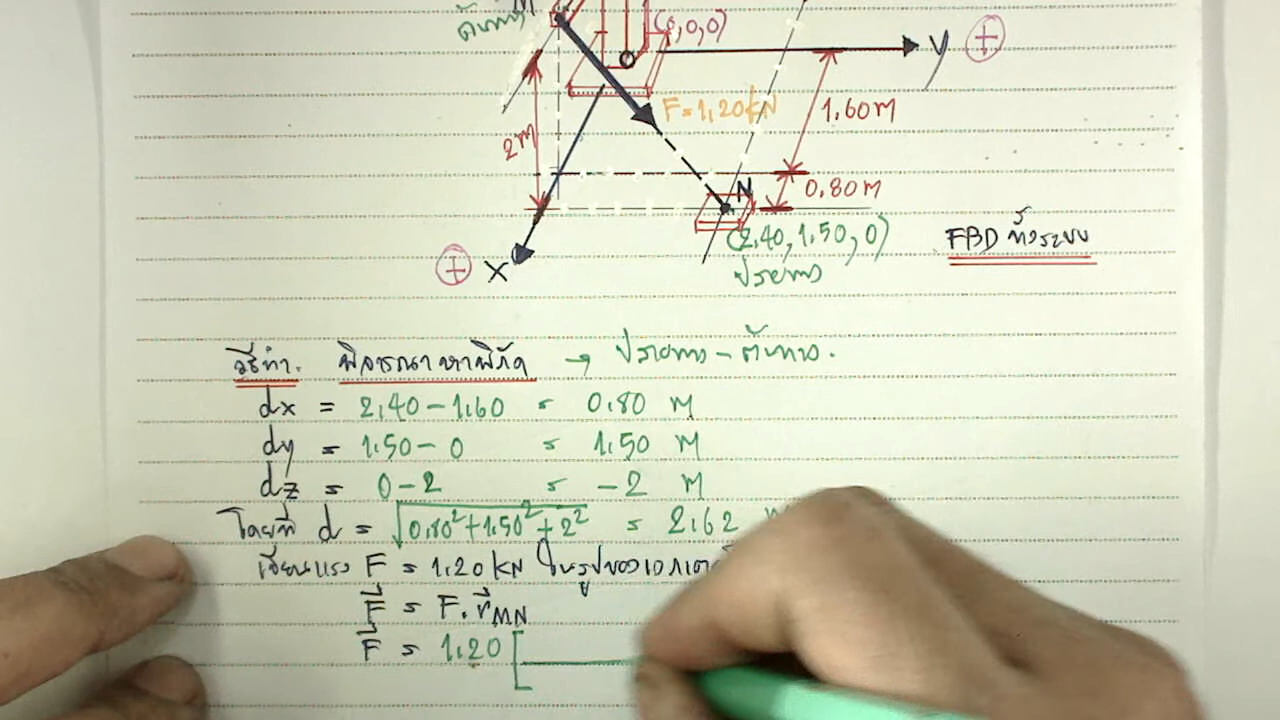 (0,0,0)
y +
F = 1.20 kN
1.60 M
2 M
N
0.80 M
(2.40, 1.50, 0)
ปลายทาง
FBD ทั้งระบบ
+ X
วิธีทำ. พิจารณาหาพิกัด → ปลายทาง - ต้นทาง.
dx = 2.40 - 1.60 = 0.80 M
dy = 1.50 - 0 = 1.50 M
dz = 0 - 2 = -2 M
โดยที่ d = √0.80²+1.50²+2² = 2.62
เขียนแรง F = 1.20 kN ในรูปของเวกเตอ
F⃗ = F. r⃗MN
F⃗ = 1.20 [